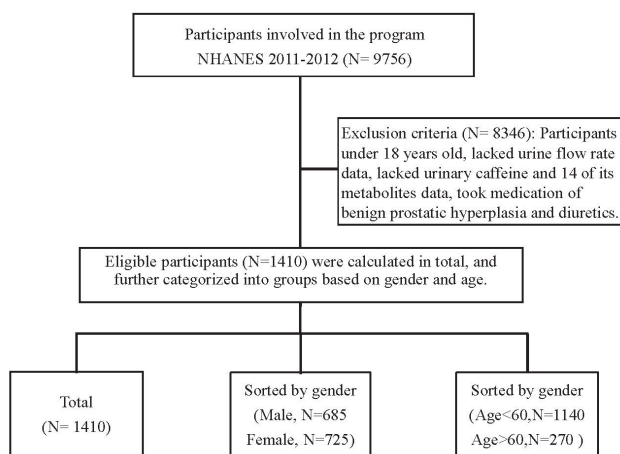 Participants involved in the program
NHANES 2011-2012 (N= 9756)
Exclusion criteria (N= 8346): Participants
under 18 years old, lacked urine flow rate
data, lacked urinary caffeine and 14 of its
metabolites data, took medication of
benign prostatic hyperplasia and diuretics.
Eligible participants (N=1410) were calculated in total, and
further categorized into groups based on gender and age.
Total
(N= 1410)
Sorted by gender
(Male, N=685
Female, N=725)
Sorted by gender
(Age<60,N=1140
Age>60,N=270 )